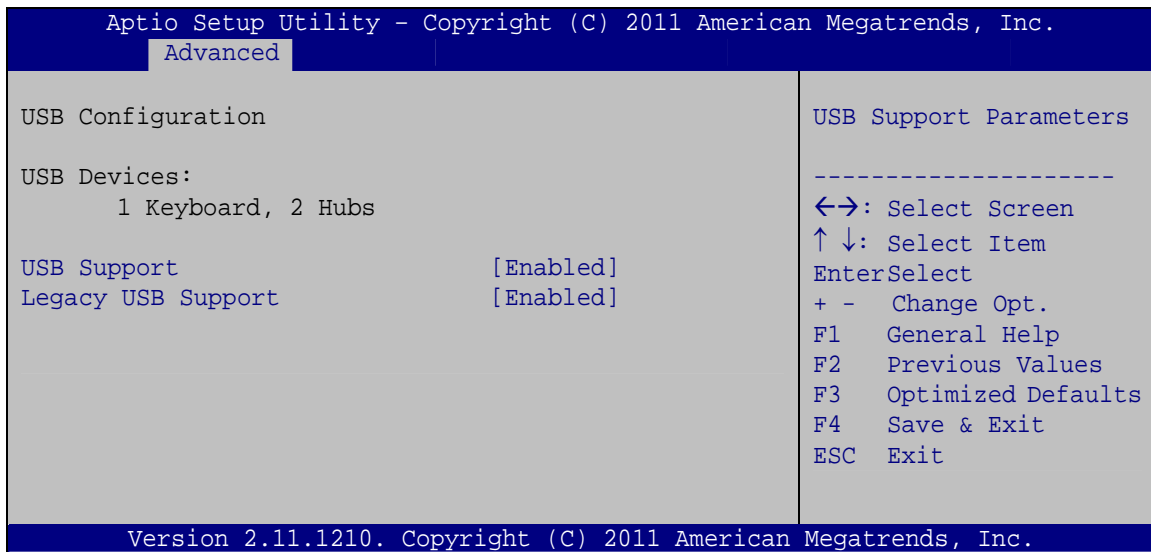 Aptio Setup Utility – Copyright (C) 2011 American Megatrends, Inc.
Advanced
USB Configuration
USB Devices:
1 Keyboard, 2 Hubs
USB Support [Enabled]
Legacy USB Support [Enabled]
USB Support Parameters
---------------------
←→: Select Screen
↑ ↓: Select Item
EnterSelect
+ - Change Opt.
F1 General Help
F2 Previous Values
F3 Optimized Defaults
F4 Save & Exit
ESC Exit
Version 2.11.1210. Copyright (C) 2011 American Megatrends, Inc.